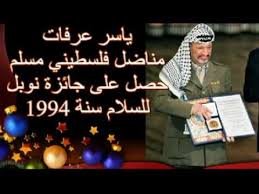 ياسر عرفات
مناضل فلسطيني مسلم
حصل على جائزة نوبل
للسلام سنة 1994